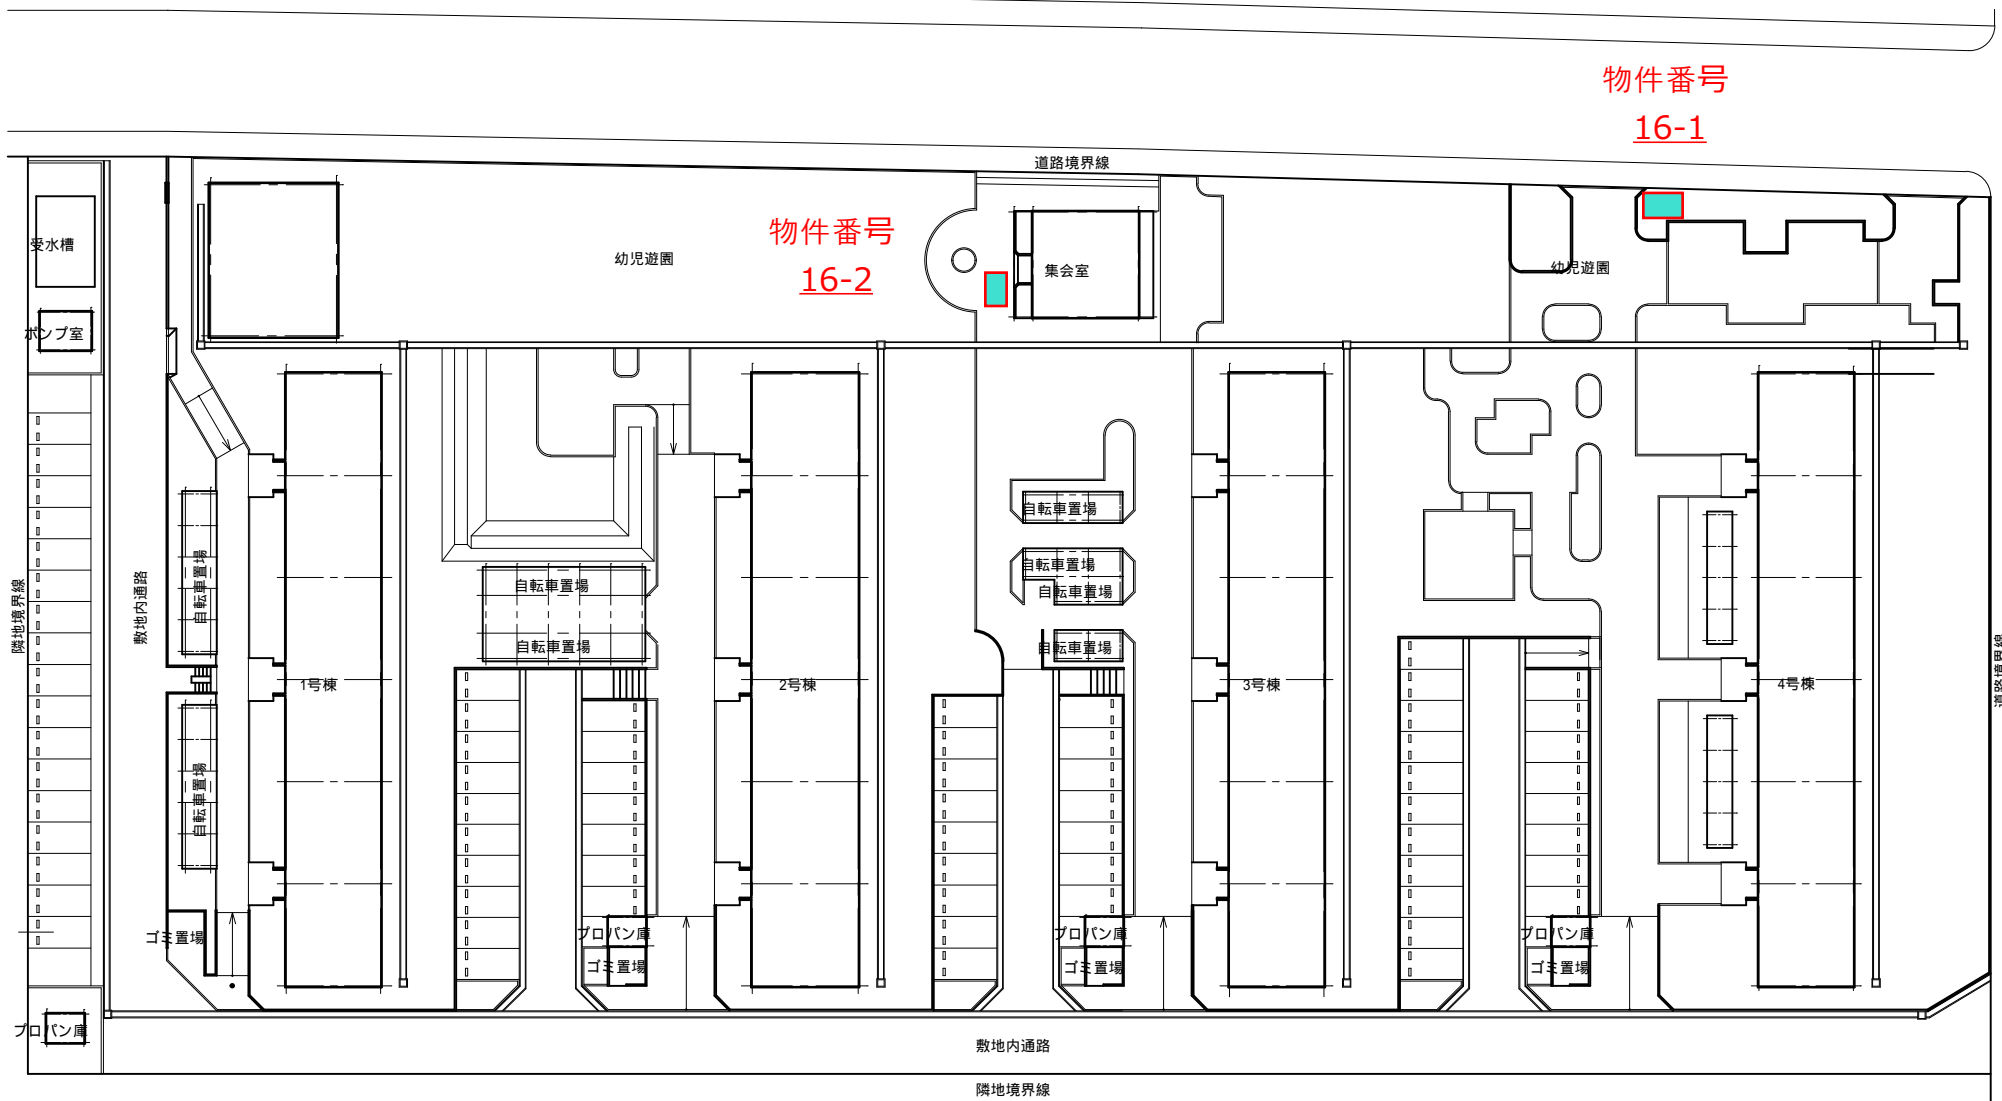 物件番号
16-1
道路境界線
物件番号
16-2
受水槽
幼児遊園
集会室
幼児遊園
ポンプ室
自転車置場
自転車置場
自転車置場
自転車置場
自転車置場
自転車置場
自転車置場
自転車置場
隣地境界線
敷地内通路
道路境界線
1号棟
2号棟
3号棟
4号棟
ゴミ置場
プロパン庫
ゴミ置場
プロパン庫
ゴミ置場
プロパン庫
ゴミ置場
プロパン庫
敷地内通路
隣地境界線